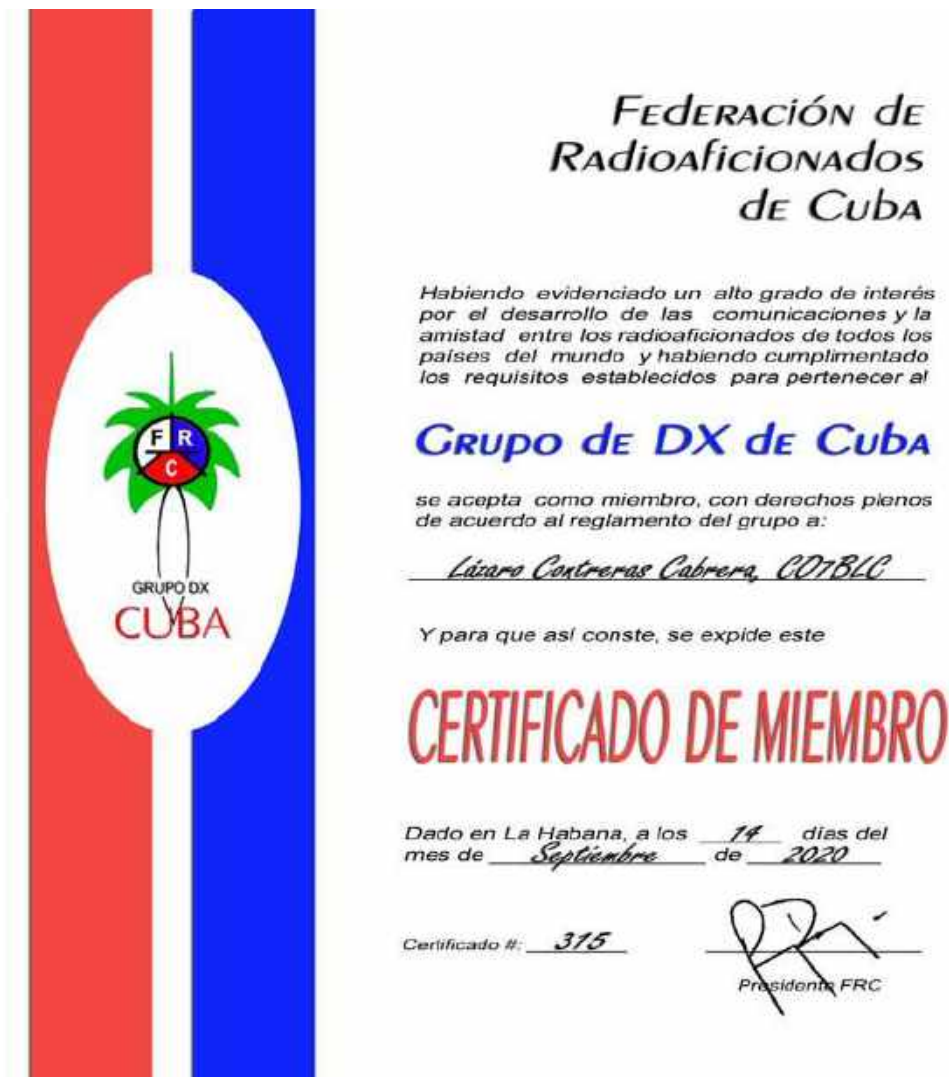 Federación de
Radioaficionados
de Cuba
Habiendo evidenciado un alto grado de interés
por el desarrollo de las comunicaciones y la
amistad entre los radioaficionados de todos los
países del mundo y habiendo cumplimentado
los requisitos establecidos para pertenecer al
F R
C
GRUPO DX
CUBA
Grupo de DX de Cuba
se acepta como miembro, con derechos plenos
de acuerdo al reglamento del grupo a:
Lázaro Contreras Cabrera, CO7BLC
Y para que así conste, se expide este
CERTIFICADO DE MIEMBRO
Dado en La Habana, a los 14 días del
mes de Septiembre de 2020
Certificado #: 315
Presidente FRC